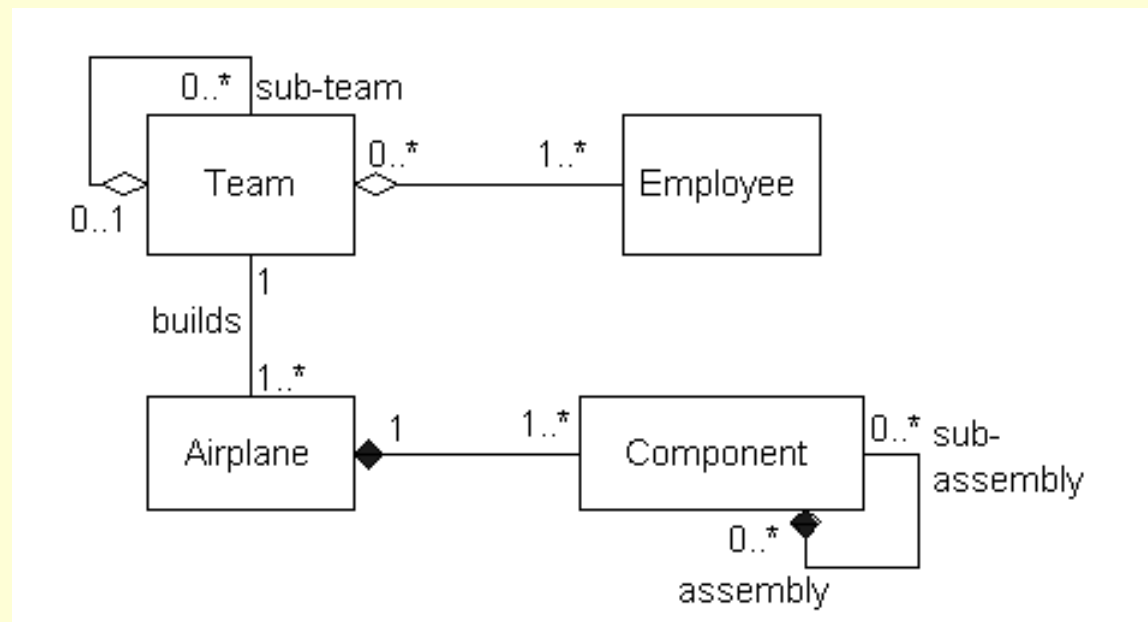 0..* sub-team
Team
0..1
0..*
1..*
Employee
1
builds
1..*
Airplane
1
1..*
Component
0..*
sub-
assembly
0..*
assembly